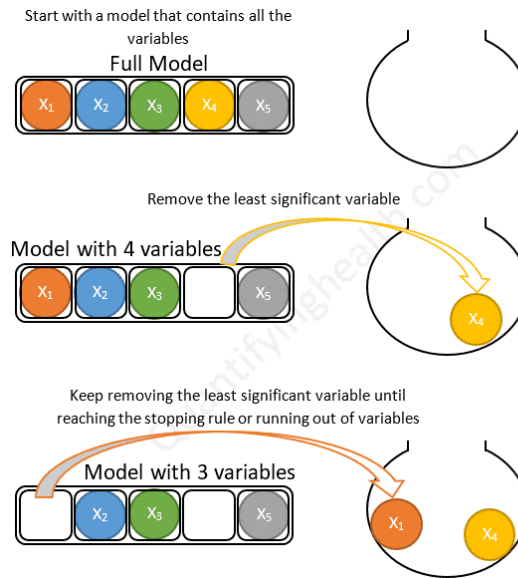 Start with a model that contains all the
variables
Full Model
X₁ X₂ X₃ X₄ X₅
Remove the least significant variable
Model with 4 variables
X₁ X₂ X₃ X₅
X₄
Keep removing the least significant variable until
reaching the stopping rule or running out of variables
Model with 3 variables
X₂ X₃ X₅
X₁ X₄
quantifyinghealth.com